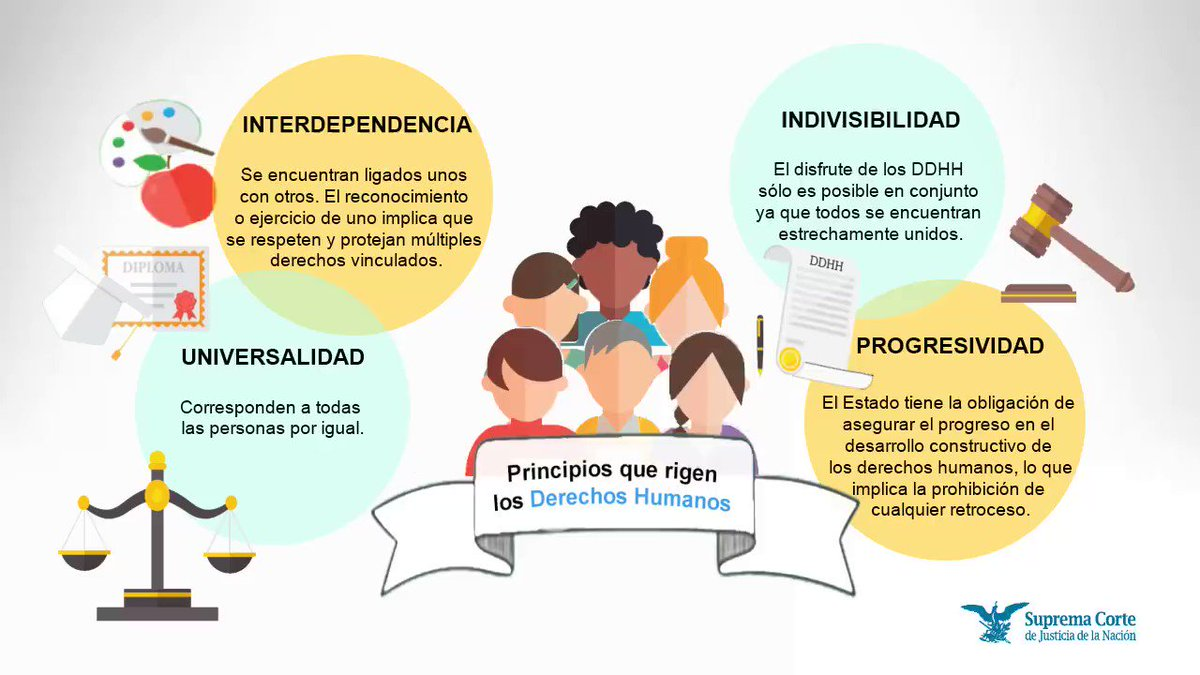 INTERDEPENDENCIA
Se encuentran ligados unos
con otros. El reconocimiento
o ejercicio de uno implica que
se respeten y protejan múltiples
derechos vinculados.
INDIVISIBILIDAD
El disfrute de los DDHH
sólo es posible en conjunto
ya que todos se encuentran
estrechamente unidos.
DIPLOMA
DDHH
UNIVERSALIDAD
Corresponden a todas
las personas por igual.
PROGRESIVIDAD
El Estado tiene la obligación de
asegurar el progreso en el
desarrollo constructivo de
los derechos humanos, lo que
implica la prohibición de
cualquier retroceso.
Principios que rigen
los Derechos Humanos
Suprema Corte
de Justicia de la Nación